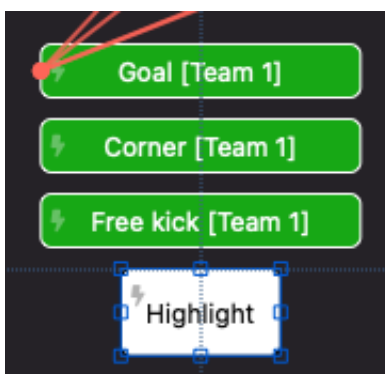 Goal [Team 1]
Corner [Team 1]
Free kick [Team 1]
Highlight